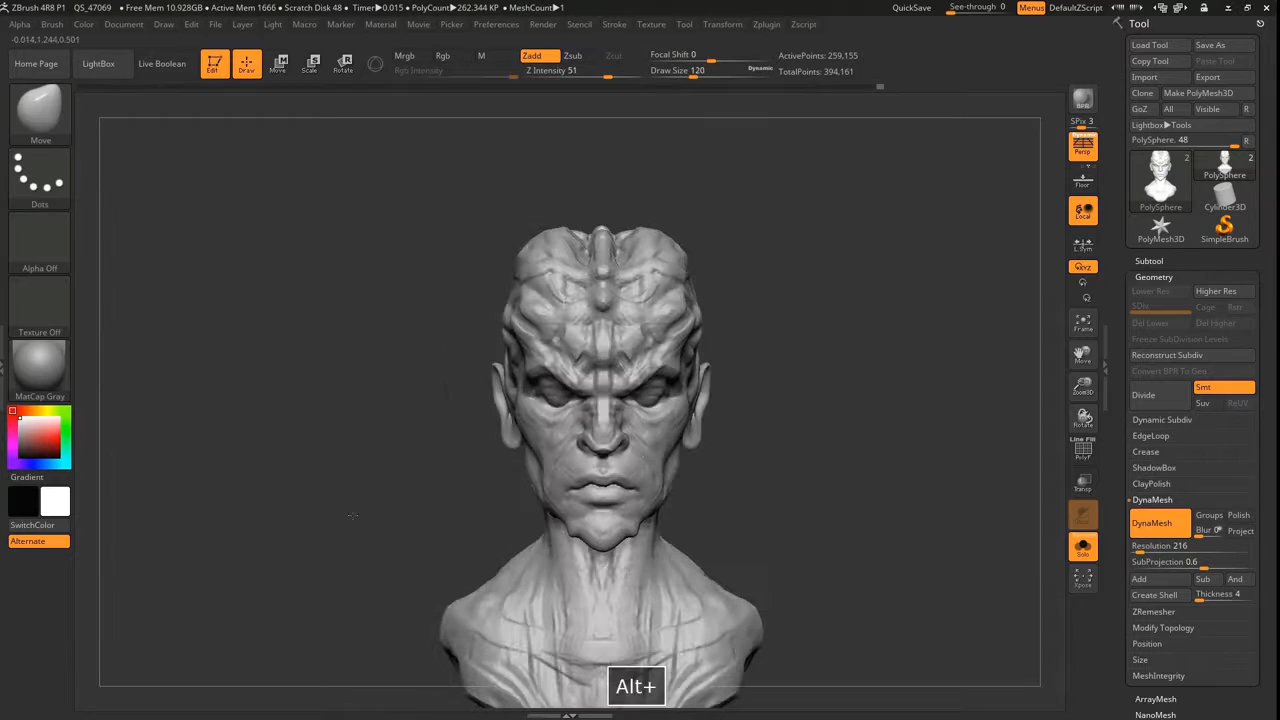 ZBrush 4R8 P1 QS_47069 • Free Mem 10.928GB • Active Mem 1666 • Scratch Disk 48 • Timer▶0.015 • PolyCount▶262.344 KP • MeshCount▶1 QuickSave See-through 0 Menus DefaultZScript
Alpha Brush Color Document Draw Edit File Layer Light Macro Marker Material Movie Picker Preferences Render Stencil Stroke Texture Tool Transform Zplugin Zscript
Tool
-0.014,1.244,0.501
Home Page LightBox Live Boolean Edit Draw Move Scale Rotate
Mrgb Rgb M Zadd Zsub Zcut Focal Shift 0 ActivePoints: 259,155
Rgb Intensity Z Intensity 51 Draw Size 120 Dynamic TotalPoints: 394,161
Move
Dots
Alpha Off
Texture Off
MatCap Gray
Gradient
SwitchColor
Alternate
Alt+
BPR
SPix 3
Dynamic
Persp
Floor
Local
L.Sym
XYZ
Frame
Move
Zoom3D
Rotate
Line Fill
PolyF
Transp
Solo
Xpose
Load Tool Save As
Copy Tool Paste Tool
Import Export
Clone Make PolyMesh3D
GoZ All Visible R
Lightbox▶Tools
PolySphere. 48 R
2 2
PolySphere
PolySphere Cylinder3D
PolyMesh3D SimpleBrush
Subtool
Geometry
Lower Res Higher Res
SDiv Cage Rstr
Del Lower Del Higher
Freeze SubDivision Levels
Reconstruct Subdiv
Convert BPR To Geo
Divide Smt
Suv ReUV
Dynamic Subdiv
EdgeLoop
Crease
ShadowBox
ClayPolish
DynaMesh
DynaMesh Groups Polish
Blur 0 Project
Resolution 216
SubProjection 0.6
Add Sub And
Create Shell Thickness 4
ZRemesher
Modify Topology
Position
Size
MeshIntegrity
ArrayMesh
NanoMesh